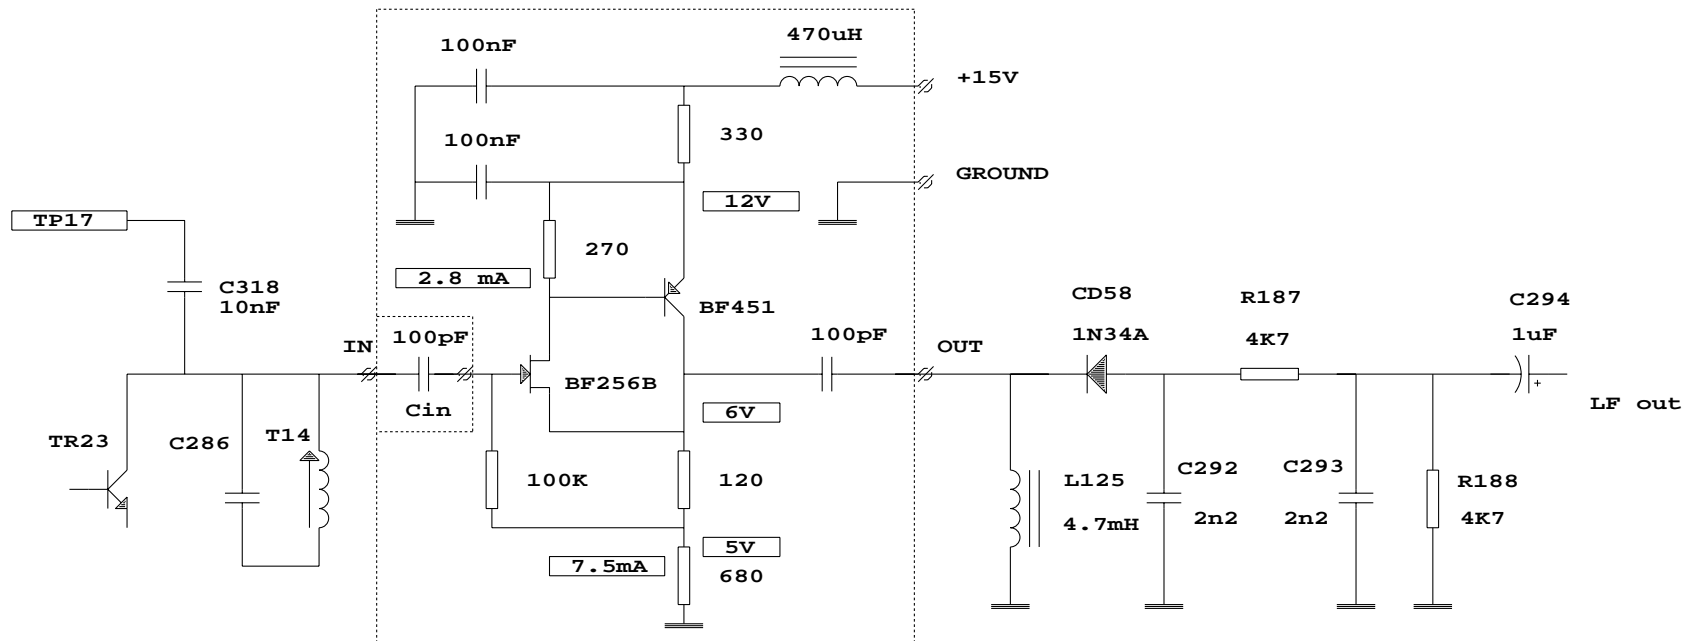 470uH
100nF
+15V
330
100nF
GROUND
12V
TP17
270
2.8 mA
C318
10nF
BF451
CD58
R187
C294
IN
100pF
100pF
OUT
1N34A
4K7
1uF
BF256B
Cin
6V
+
LF out
TR23
C286
T14
100K
120
L125
4.7mH
C292
2n2
C293
2n2
R188
4K7
5V
7.5mA
680